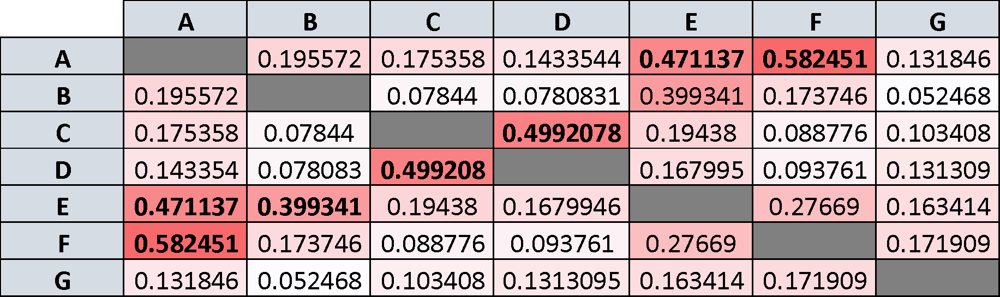 A B C D E F G
A 0.195572 0.175358 0.1433544 0.471137 0.582451 0.131846
B 0.195572 0.07844 0.0780831 0.399341 0.173746 0.052468
C 0.175358 0.07844 0.4992078 0.19438 0.088776 0.103408
D 0.143354 0.078083 0.499208 0.167995 0.093761 0.131309
E 0.471137 0.399341 0.19438 0.1679946 0.27669 0.163414
F 0.582451 0.173746 0.088776 0.093761 0.27669 0.171909
G 0.131846 0.052468 0.103408 0.1313095 0.163414 0.171909